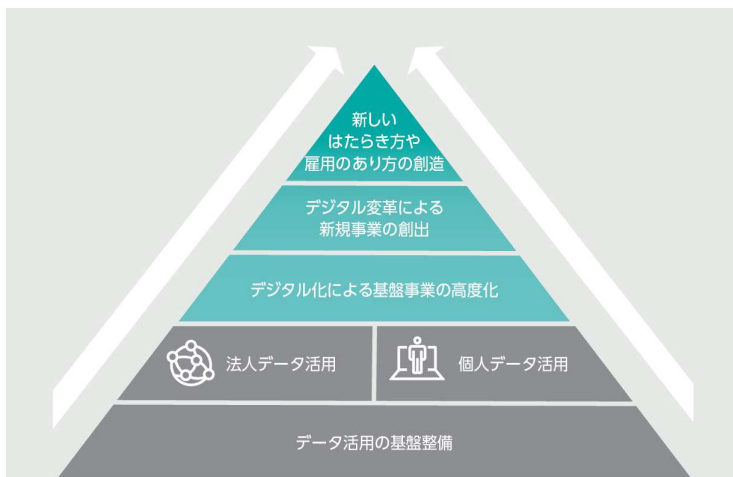 新しい
はたらき方や
雇用のあり方の創造
デジタル変革による
新規事業の創出
デジタル化による基盤事業の高度化
法人データ活用
個人データ活用
データ活用の基盤整備